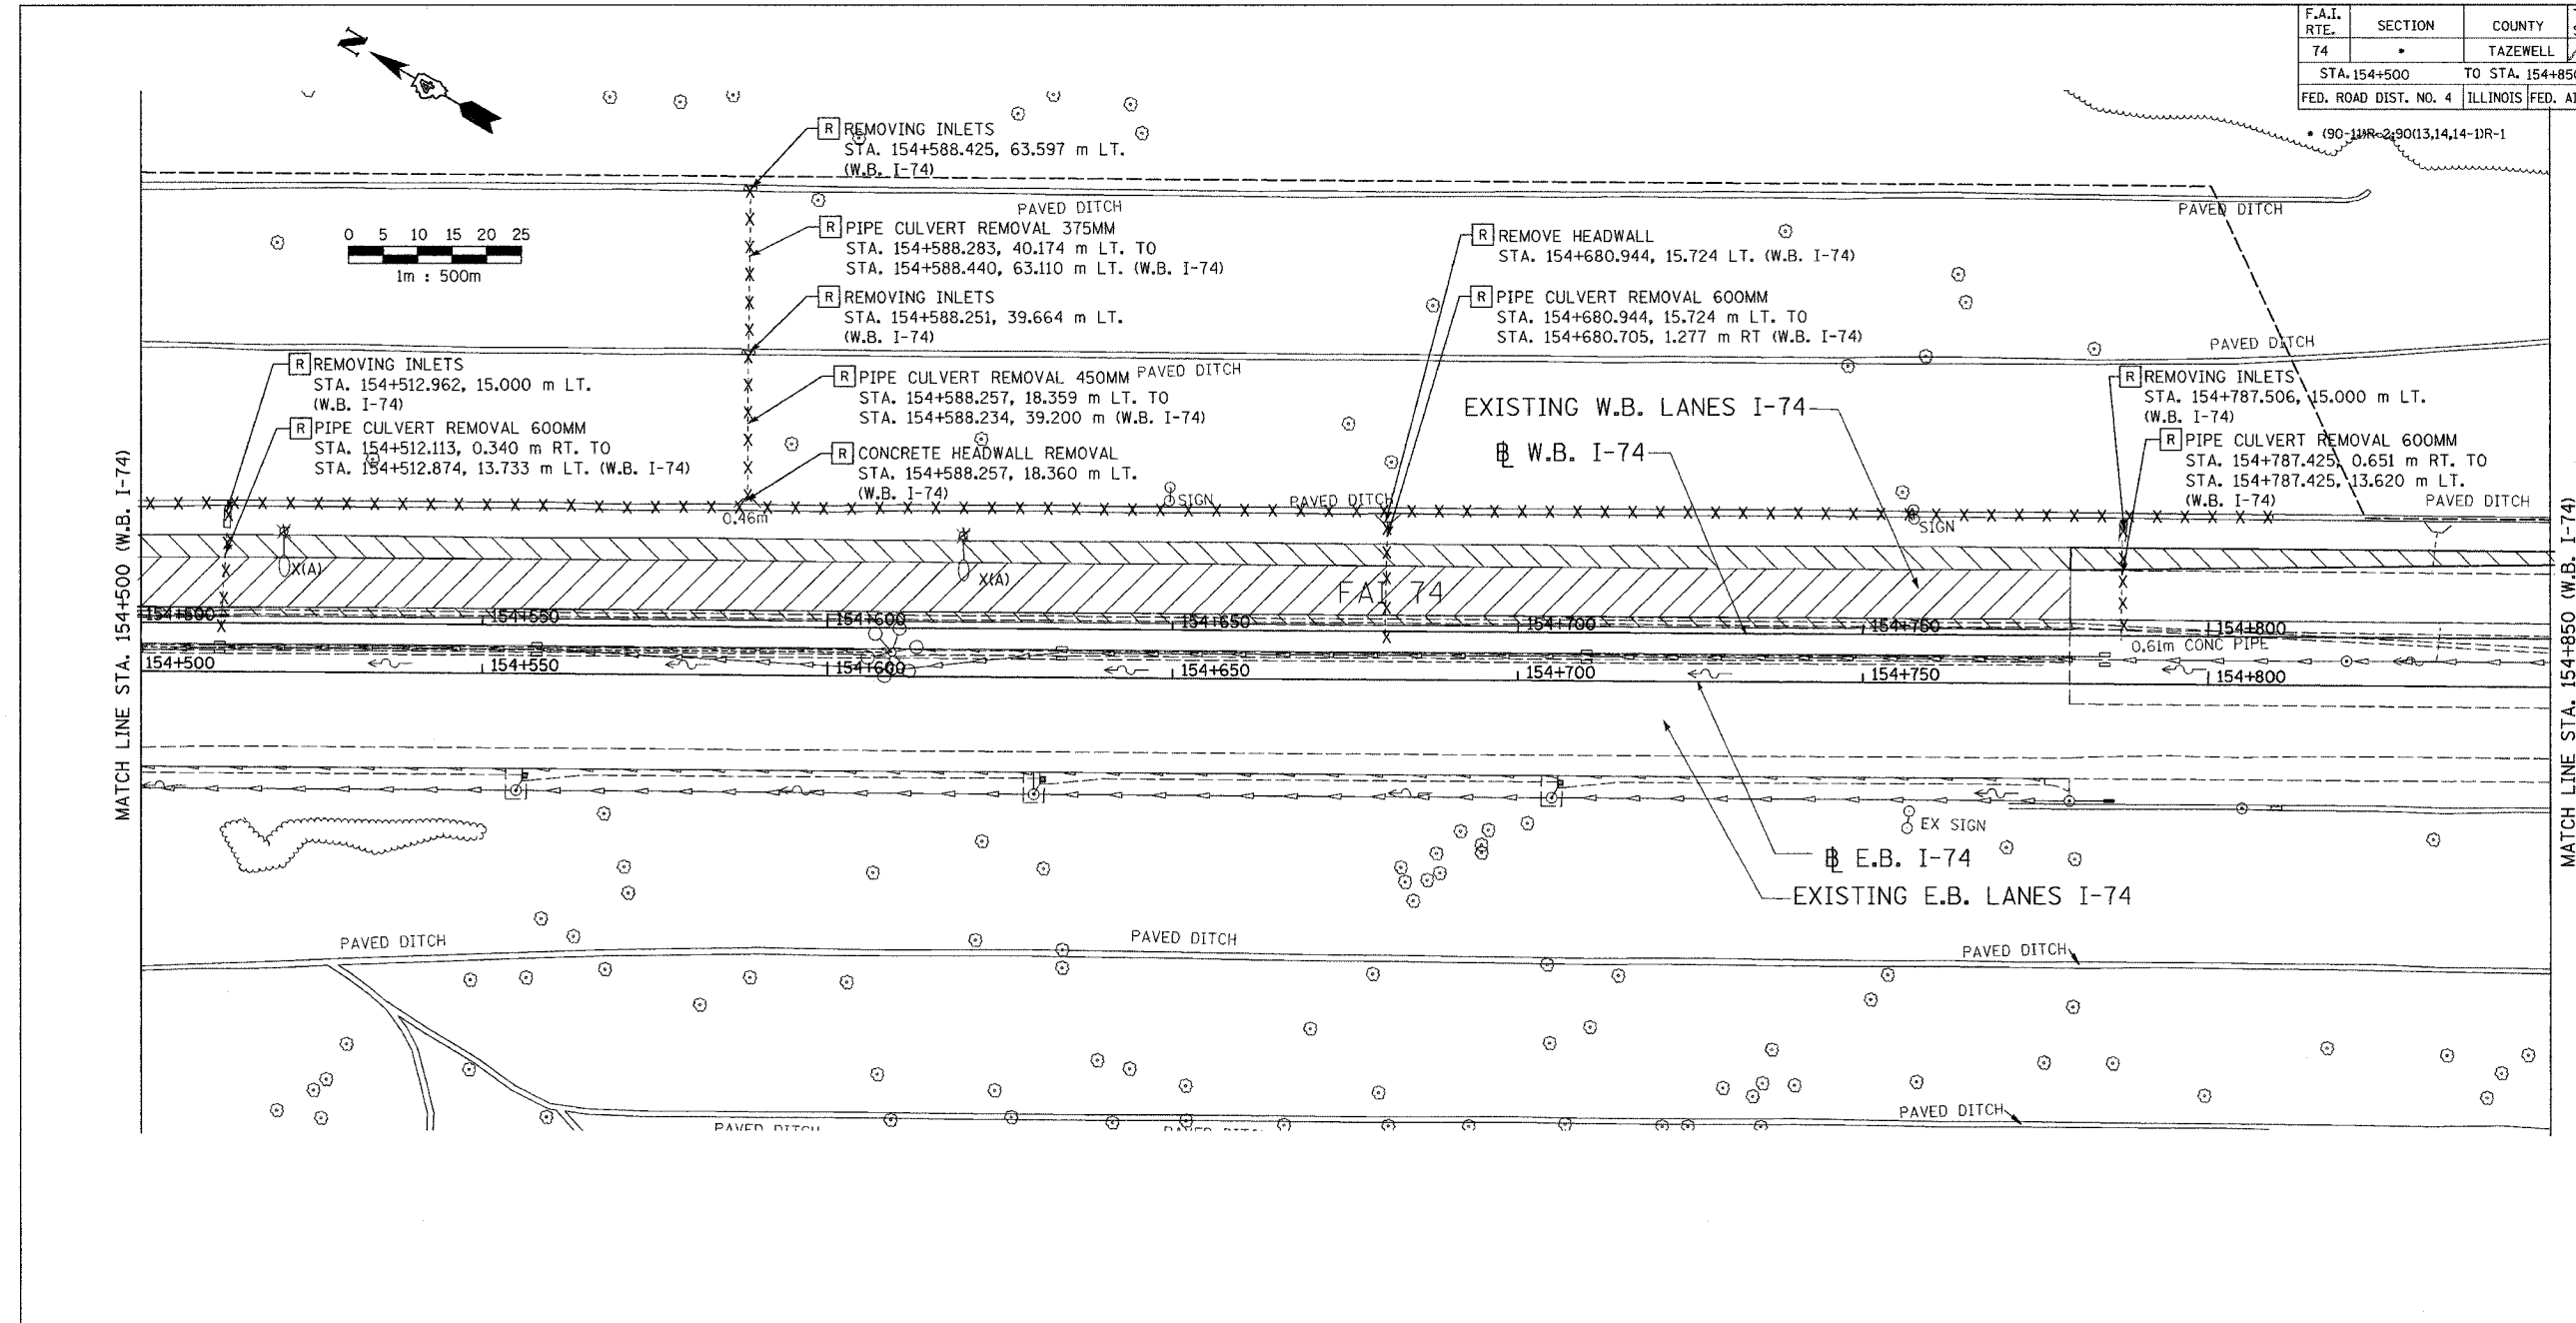 F.A.I. RTE. SECTION COUNTY
74 * TAZEWELL
STA. 154+500 TO STA. 154+850
FED. ROAD DIST. NO. 4 ILLINOIS FED.
* (90-11)R-2;90(13,14,14-1)R-1
N
4
R REMOVING INLETS
STA. 154+588.425, 63.597 m LT.
(W.B. I-74)
PAVED DITCH
PAVED DITCH
R PIPE CULVERT REMOVAL 375MM
STA. 154+588.283, 40.174 m LT. TO
STA. 154+588.440, 63.110 m LT. (W.B. I-74)
0 5 10 15 20 25
1m : 500m
R REMOVE HEADWALL
STA. 154+680.944, 15.724 LT. (W.B. I-74)
R REMOVING INLETS
STA. 154+588.251, 39.664 m LT.
(W.B. I-74)
R PIPE CULVERT REMOVAL 600MM
STA. 154+680.944, 15.724 m LT. TO
STA. 154+680.705, 1.277 m RT (W.B. I-74)
PAVED DITCH
R REMOVING INLETS
STA. 154+512.962, 15.000 m LT.
(W.B. I-74)
R PIPE CULVERT REMOVAL 450MM
STA. 154+588.257, 18.359 m LT. TO
STA. 154+588.234, 39.200 m (W.B. I-74)
PAVED DITCH
R REMOVING INLETS
STA. 154+787.506, 15.000 m LT.
(W.B. I-74)
EXISTING W.B. LANES I-74
R PIPE CULVERT REMOVAL 600MM
STA. 154+512.113, 0.340 m RT. TO
STA. 154+512.874, 13.733 m LT. (W.B. I-74)
R CONCRETE HEADWALL REMOVAL
STA. 154+588.257, 18.360 m LT.
(W.B. I-74)
BL W.B. I-74
R PIPE CULVERT REMOVAL 600MM
STA. 154+787.425, 0.651 m RT. TO
STA. 154+787.425, 13.620 m LT.
(W.B. I-74)
PAVED DITCH
SIGN
PAVED DITCH
0.46m
SIGN
X(A)
X(A)
FAI 74
154+500 154+550 154+600 154+650 154+700 154+750 154+800
0.61m CONC PIPE
154+500 154+550 154+600 154+650 154+700 154+750 154+800
MATCH LINE STA. 154+500 (W.B. I-74)
MATCH LINE STA. 154+850 (W.B. I-74)
EX SIGN
BL E.B. I-74
EXISTING E.B. LANES I-74
PAVED DITCH
PAVED DITCH
PAVED DITCH
PAVED DITCH
PAVED DITCH